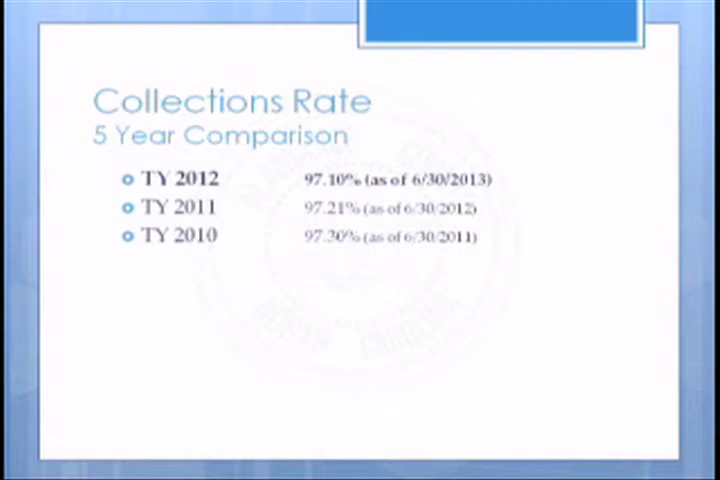 Collections Rate
5 Year Comparison
TY 2012 97.10% (as of 6/30/2013)
TY 2011 97.21% (as of 6/30/2012)
TY 2010 97.30% (as of 6/30/2011)